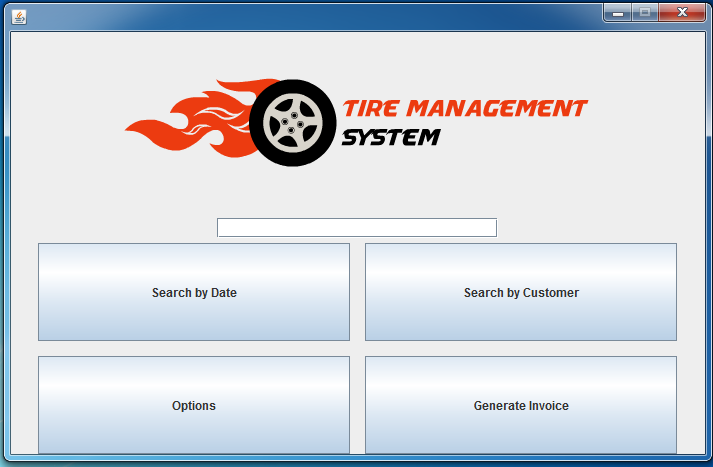 TIRE MANAGEMENT
SYSTEM
Search by Date
Search by Customer
Options
Generate Invoice